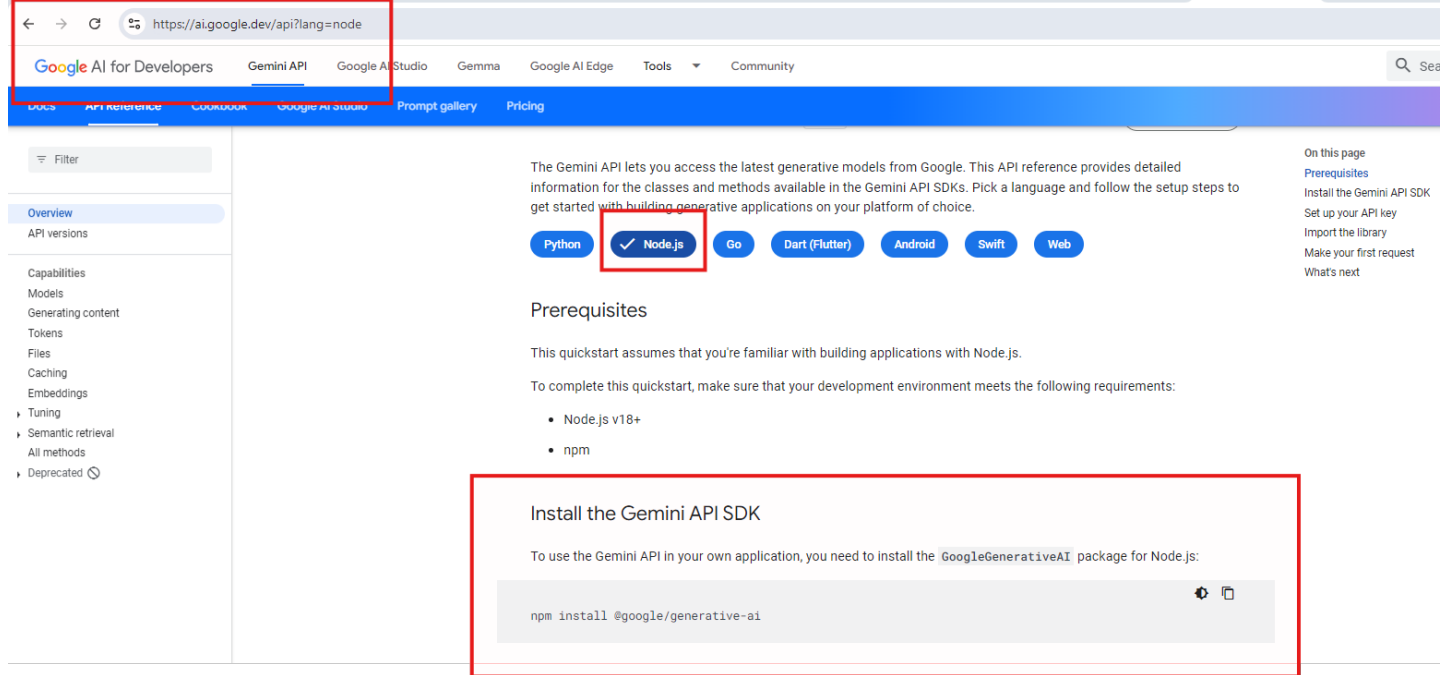 https://ai.google.dev/api?lang=node
Google AI for Developers
Gemini API
Google AI Studio
Gemma
Google AI Edge
Tools
Community
Docs
API Reference
Cookbook
Google AI Studio
Prompt gallery
Pricing
Filter
Overview
API versions
Capabilities
Models
Generating content
Tokens
Files
Caching
Embeddings
Tuning
Semantic retrieval
All methods
Deprecated
The Gemini API lets you access the latest generative models from Google. This API reference provides detailed
information for the classes and methods available in the Gemini API SDKs. Pick a language and follow the setup steps to
get started with building generative applications on your platform of choice.
Python
Node.js
Go
Dart (Flutter)
Android
Swift
Web
Prerequisites
This quickstart assumes that you're familiar with building applications with Node.js.
To complete this quickstart, make sure that your development environment meets the following requirements:
Node.js v18+
npm
Install the Gemini API SDK
To use the Gemini API in your own application, you need to install the GoogleGenerativeAI package for Node.js:
npm install @google/generative-ai
On this page
Prerequisites
Install the Gemini API SDK
Set up your API key
Import the library
Make your first request
What's next